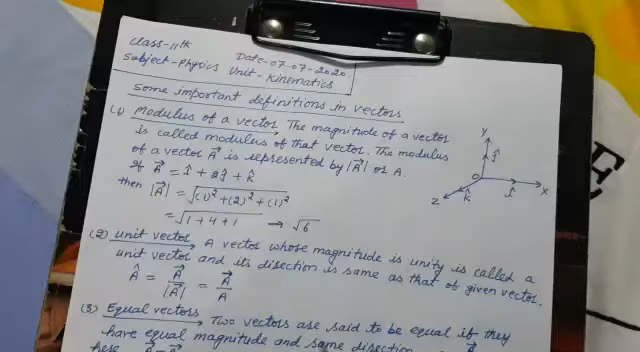 Class-11th
Subject-Physics
Date-07-07-2020
Unit-Kinematics
Some important definitions in vectors
(1) Modulus of a vector → The magnitude of a vector
is called modulus of that vector. The modulus
of a vector A⃗ is represented by |A⃗| or A.
If A⃗ = î + 2ĵ + k̂
then |A⃗| = √(1)² + (2)² + (1)²
= √1 + 4 + 1 → √6
Y
ĵ
O
î
X
k̂
Z
(2) Unit vector → A vector whose magnitude is unity is called a
unit vector and its direction is same as that of given vector.
Â = A⃗/|A⃗| = A⃗/A
(3) Equal vectors → Two vectors are said to be equal if they
have equal magnitude and same direction
here
E